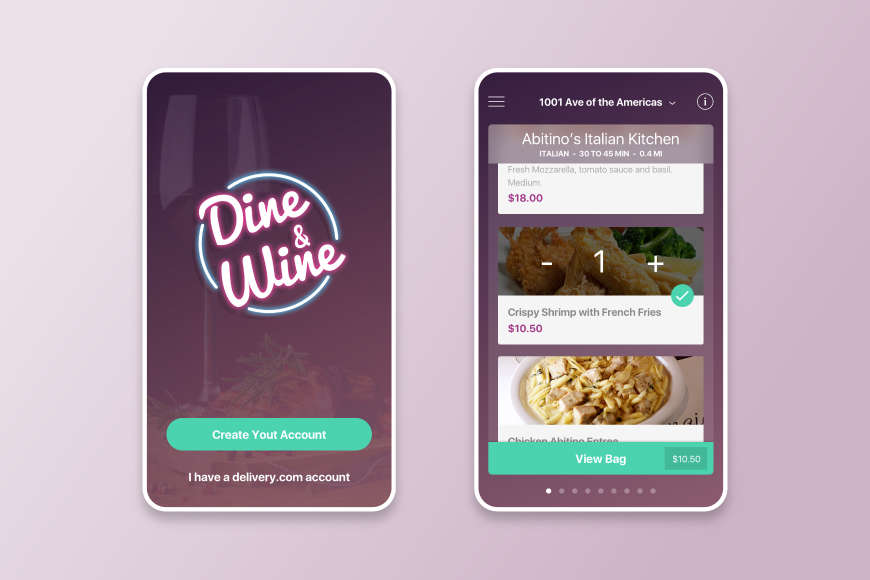 Dine
&
Wine
Create Yout Account
I have a delivery.com account
1001 Ave of the Americas
i
Abitino's Italian Kitchen
ITALIAN - 30 TO 45 MIN - 0.4 MI
Fresh Mozzarella, tomato sauce and basil.
Medium.
$18.00
- 1 +
Crispy Shrimp with French Fries
$10.50
Chicken Abitino Entree
View Bag $10.50